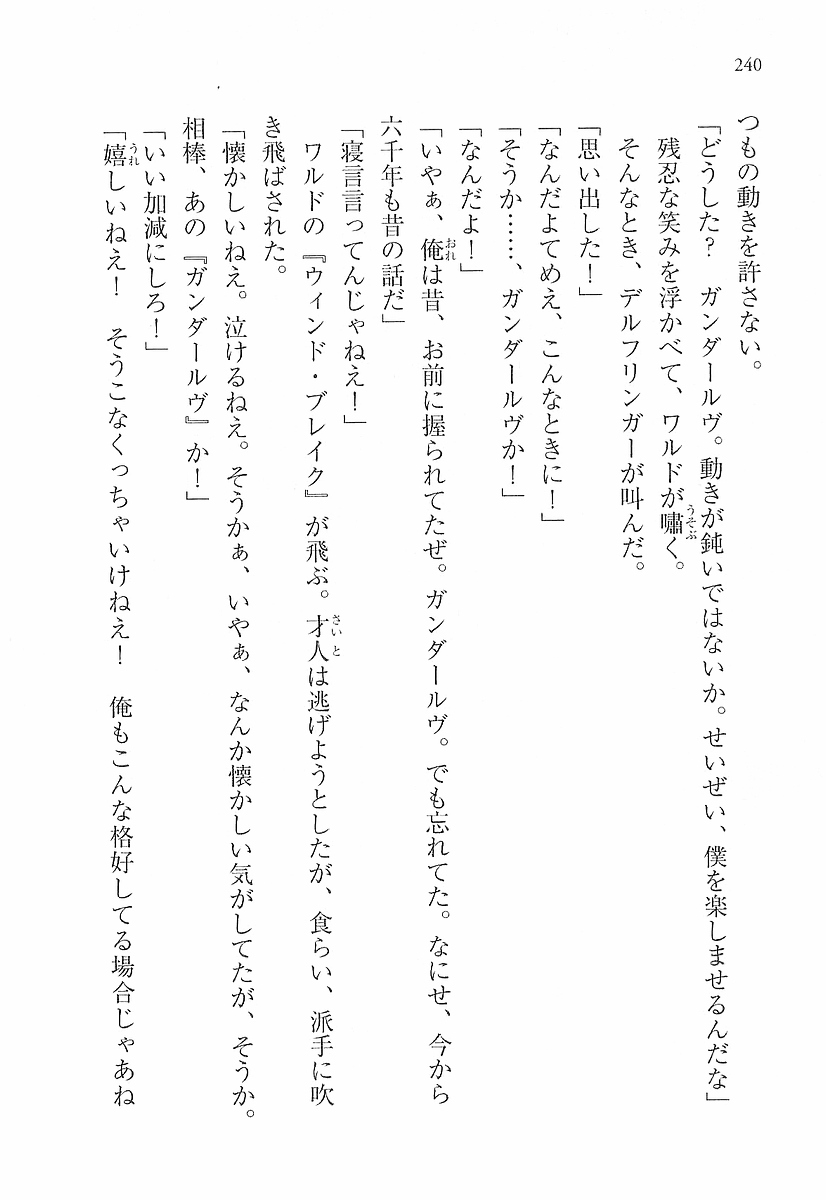 240
つもの動きを許さない。
「どうした?　ガンダールヴ。動きが鈍いではないか。せいぜい、僕を楽しませるんだな」
残忍な笑みを浮かべて、ワルドが嘯く。
うそぶ
そんなとき、デルフリンガーが叫んだ。
「思い出した!」
「なんだよてめえ、こんなときに!」
「そうか……、ガンダールヴか!」
「なんだよ!」
「いやぁ、俺は昔、お前に握られてたぜ。ガンダールヴ。でも忘れてた。なにせ、今から
おれ
六千年も昔の話だ」
「寝言言ってんじゃねえ!」
ワルドの『ウィンド・ブレイク』が飛ぶ。才人は逃げようとしたが、食らい、派手に吹
さいと
き飛ばされた。
「懐かしいねえ。泣けるねえ。そうかぁ、いやぁ、なんか懐かしい気がしてたが、そうか。
相棒、あの『ガンダールヴ』か!」
「いい加減にしろ!」
「嬉しいねえ!　そうこなくっちゃいけねえ!　俺もこんな格好してる場合じゃあね
うれ